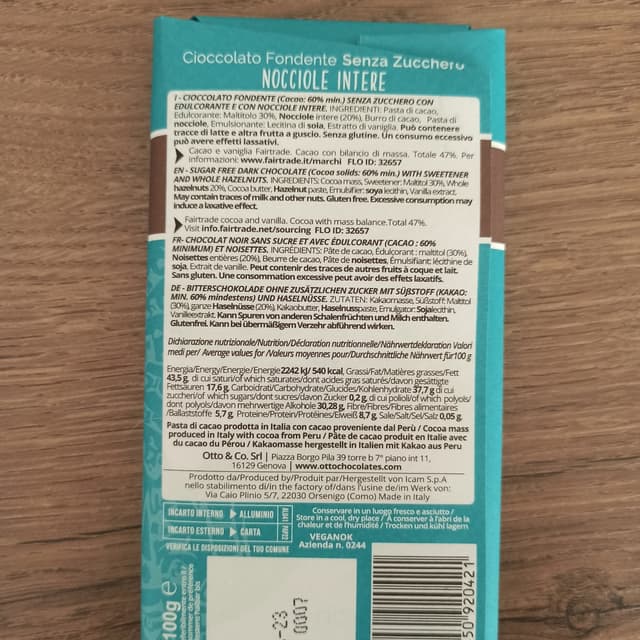 Cioccolato Fondente Senza Zucchero
NOCCIOLE INTERE
I - CIOCCOLATO FONDENTE (Cacao: 60% min.) SENZA ZUCCHERO CON
EDULCORANTE E CON NOCCIOLE INTERE. INGREDIENTI: Pasta di cacao,
Edulcorante: Maltitolo 30%, Nocciole intere (20%), Burro di cacao, Pasta di
nocciole, Emulsionante: Lecitina di soia, Estratto di vaniglia. Può contenere
tracce di latte e altra frutta a guscio. Senza glutine. Un consumo eccessivo
può avere effetti lassativi.
Cacao e vaniglia Fairtrade. Cacao con bilancio di massa. Totale 47%. Per
informazioni: www.fairtrade.it/marchi FLO ID: 32657
EN - SUGAR FREE DARK CHOCOLATE (Cocoa solids: 60% min.) WITH SWEETENER
AND WHOLE HAZELNUTS. INGREDIENTS: Cocoa mass, Sweetener: Maltitol 30%, Whole
hazelnuts 20%, Cocoa butter, Hazelnut paste, Emulsifier: soya lecithin, Vanilla extract.
May contain traces of milk and other nuts. Gluten free. Excessive consumption may
induce a laxative effect.
Fairtrade cocoa and vanilla. Cocoa with mass balance.Total 47%.
Visit info.fairtrade.net/sourcing FLO ID: 32657
FR- CHOCOLAT NOIR SANS SUCRE ET AVEC ÉDULCORANT (CACAO : 60%
MINIMUM) ET NOISETTES. INGRÉDIENTS: Pâte de cacao, Édulcorant : maltitol (30%),
Noisettes entières (20%), Beurre de cacao, Pâte de noisettes, Émulsifiant: lécithine de
soja, Extrait de vanille. Peut contenir des traces de autres fruits à coque et lait.
Sans gluten. Une consommation excessive peut avoir des effets laxatifs.
DE - BITTERSCHOKOLADE OHNE ZUSÄTZLICHEN ZUCKER MIT SÜßSTOFF (KAKAO:
MIN. 60% mindestens) UND HASELNÜSSE. ZUTATEN: Kakaomasse, Süßstoff: Maltitol
(30%), ganze Haselnüsse (20%), Kakaobutter, Haselnusspaste, Emulgator: Sojalecithin,
Vanilleextrakt. Kann Spuren von anderen Schalenfrüchten und Milch enthalten.
Glutenfrei. Kann bei übermäßigem Verzehr abführend wirken.
Dichiarazione nutrizionale/Nutrition/Déclaration nutritionnelle/Nährwertdeklaration Valori
medi per/ Average values for /Valeurs moyennes pour/Durchschnittliche Nährwert für100 g
Energia/Energy/Energie/Energie2242 kJ/ 540 kcal, Grassi/Fat/Matières grasses/Fett
43,5 g, di cui saturi/of which saturates/dont acides gras saturés/davon gesättigte
Fettsäuren 17,6 g, Carboidrati/Carbohydrate/Glucides/Kohlenhydrate 37,7 g di cui
zuccheri/of which sugars/dont sucres/davon Zucker 0,2 g, di cui polioli/of which polyols/
dont polyols/davon mehrwertige Alkohole 30,28 g, Fibre/Fibres/Fibres alimentaires
/Ballaststoffe 5,7 g, Proteine/Protein/Protéines/Eiweiß 8,7 g, Sale/Salt/Sel/Salz 0,05 g.
Pasta di cacao prodotta in Italia con cacao proveniente dal Perù / Cocoa mass
produced in Italy with cocoa from Peru / Pâte de cacao produit en Italie avec
du cacao du Pérou / Kakaomasse hergestellt in Italien mit Kakao aus Peru
Otto & Co. Srl | Piazza Borgo Pila 39 torre b 7° piano int 11,
16129 Genova | www.ottochocolates.com
Prodotto da/Produced by/Produit par/Hergestellt von Icam S.p.A
nello stabilimento di/in the factory of/dans l'usine de/im Werk von:
Via Caio Plinio 5/7, 22030 Orsenigo (Como) Made in Italy
INCARTO INTERNO ALLUMINIO
ALU41
INCARTO ESTERNO CARTA
PAP22
VERIFICA LE DISPOSIZIONI DEL TUO COMUNE
Conservare in un luogo fresco e asciutto /
Store in a cool, dry place / À conserver à l'abri de la
chaleur et de l'humidité / Trocken und kühl lagern
VEGANOK
Azienda n. 0244
100g e
-23
0007
50 920421